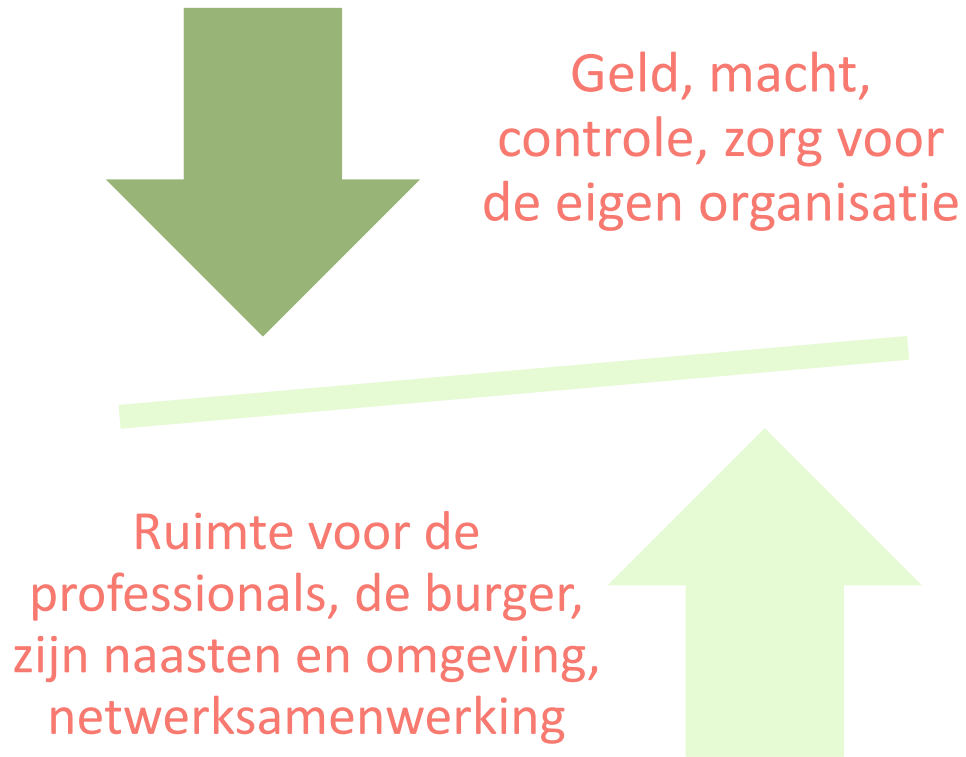 Geld, macht,
controle, zorg voor
de eigen organisatie
Ruimte voor de
professionals, de burger,
zijn naasten en omgeving,
netwerksamenwerking